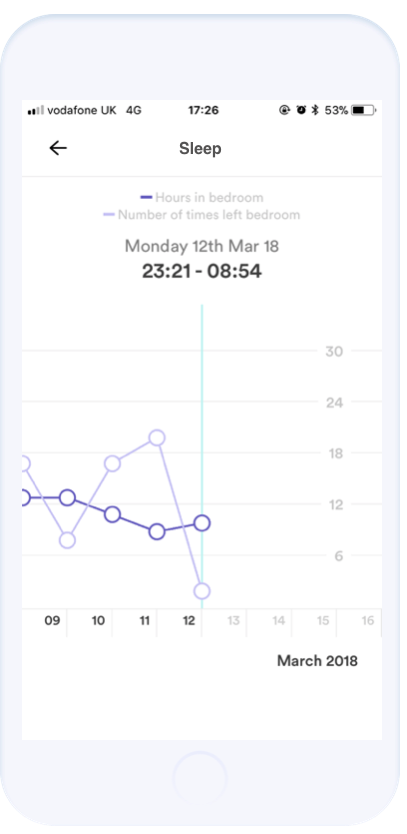 vodafone UK 4G 17:26 53%
Sleep
Hours in bedroom
Number of times left bedroom
Monday 12th Mar 18
23:21 - 08:54
30
24
18
12
6
09 10 11 12 13 14 15 16
March 2018